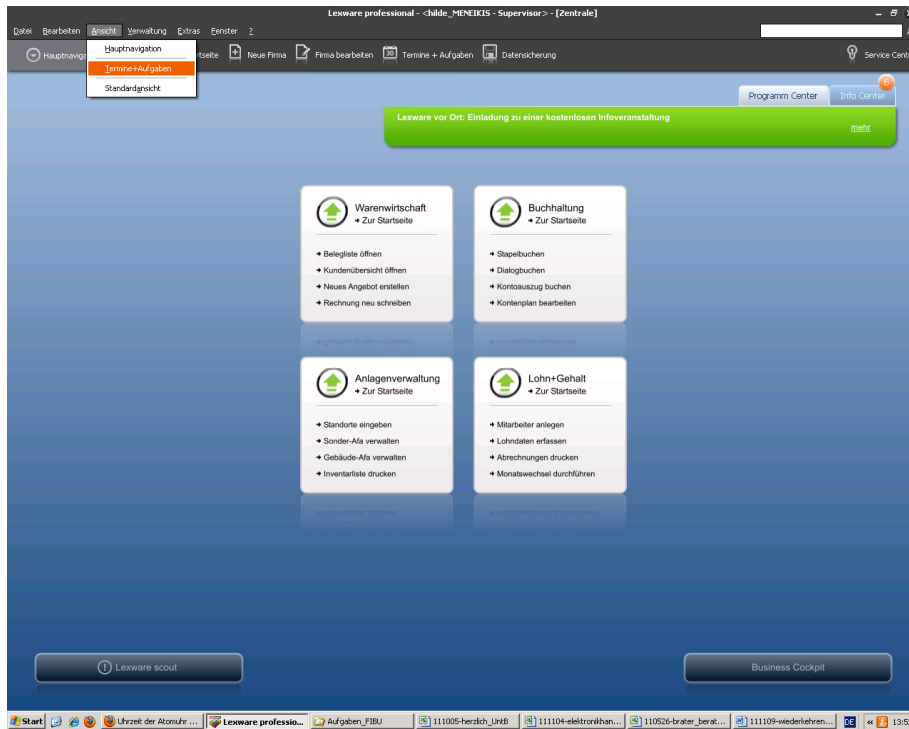 Lexware professional - <hilde_MENEIKIS - Supervisor> - [Zentrale]
Datei Bearbeiten Ansicht Verwaltung Extras Fenster ?
Hauptnavigation
Termine+Aufgaben
Standardansicht
Neue Firma Firma bearbeiten 30 Termine + Aufgaben Datensicherung
Programm Center Info Center 6
Lexware vor Ort: Einladung zu einer kostenlosen Infoveranstaltung
mehr
Warenwirtschaft
Zur Startseite
Belegliste öffnen
Kundenübersicht öffnen
Neues Angebot erstellen
Rechnung neu schreiben
Buchhaltung
Zur Startseite
Stapelbuchen
Dialogbuchen
Kontoauszug buchen
Kontenplan bearbeiten
Anlagenverwaltung
Zur Startseite
Standorte eingeben
Sonder-Afa verwalten
Gebäude-Afa verwalten
Inventarliste drucken
Lohn+Gehalt
Zur Startseite
Mitarbeiter anlegen
Lohndaten erfassen
Abrechnungen drucken
Monatswechsel durchführen
Lexware scout
Business Cockpit
Start Uhrzeit der Atomuhr ... Lexware professio... Aufgaben_FIBU 111005-herzlich_UntB 111104-elektronikhan... 110526-brater_berat... 111109-wiederkehren... DE